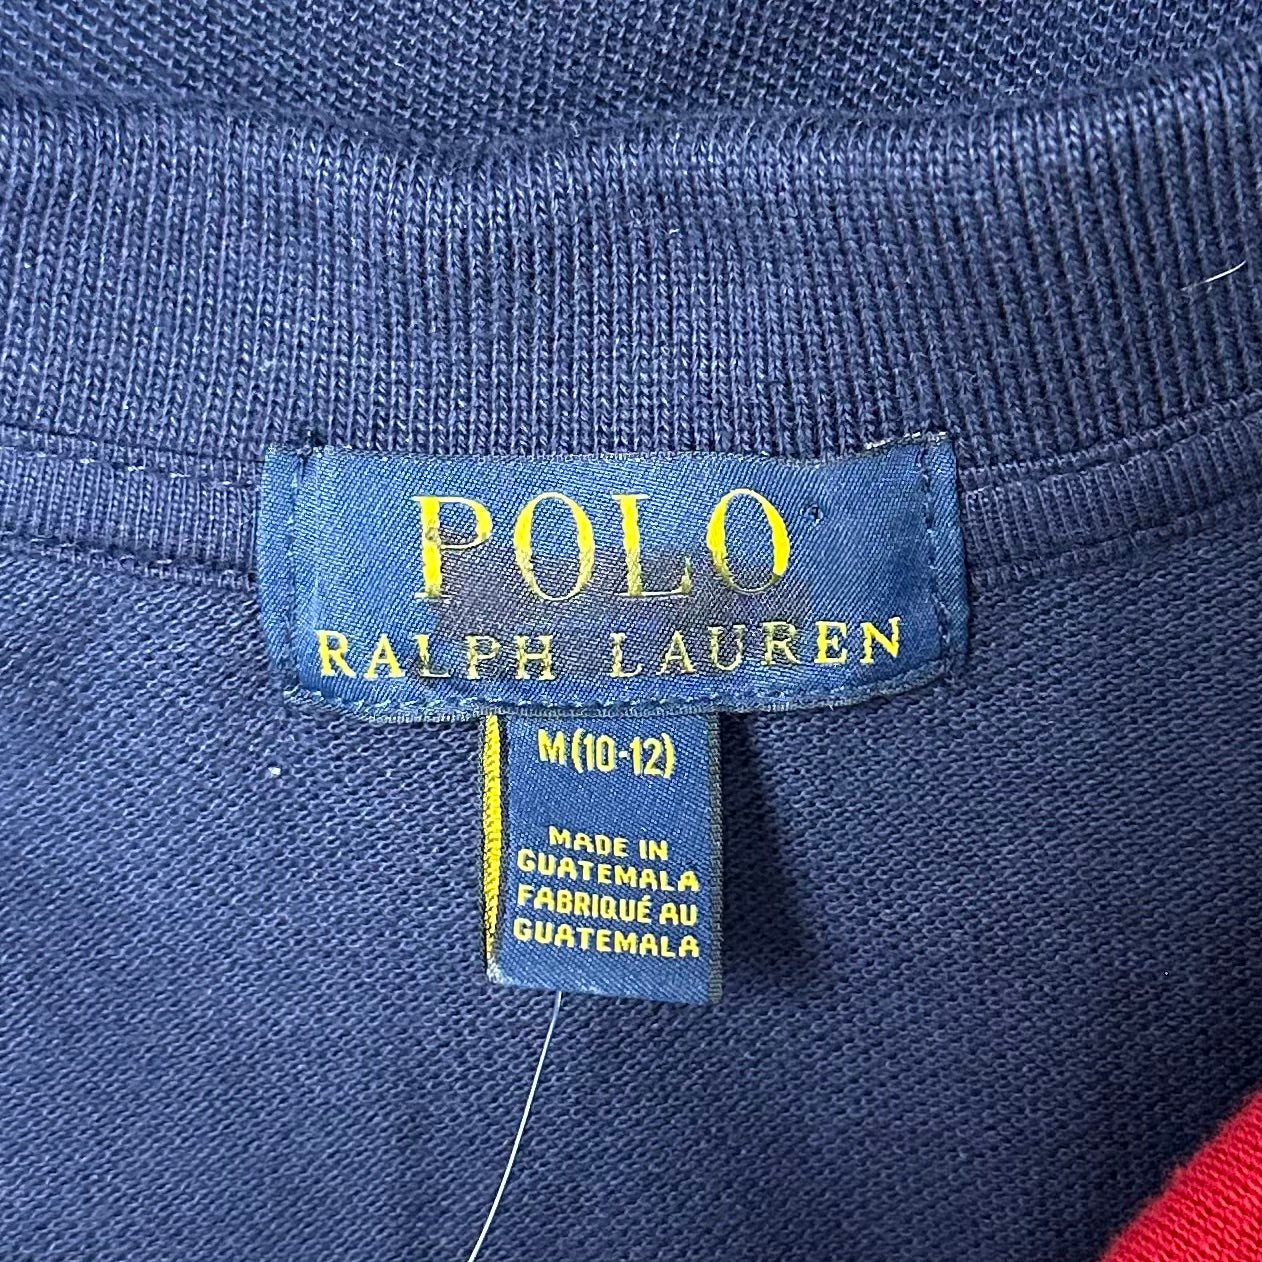 POLO
RALPH LAUREN
M(10-12)
MADE IN
GUATEMALA
FABRIQUÉ AU
GUATEMALA